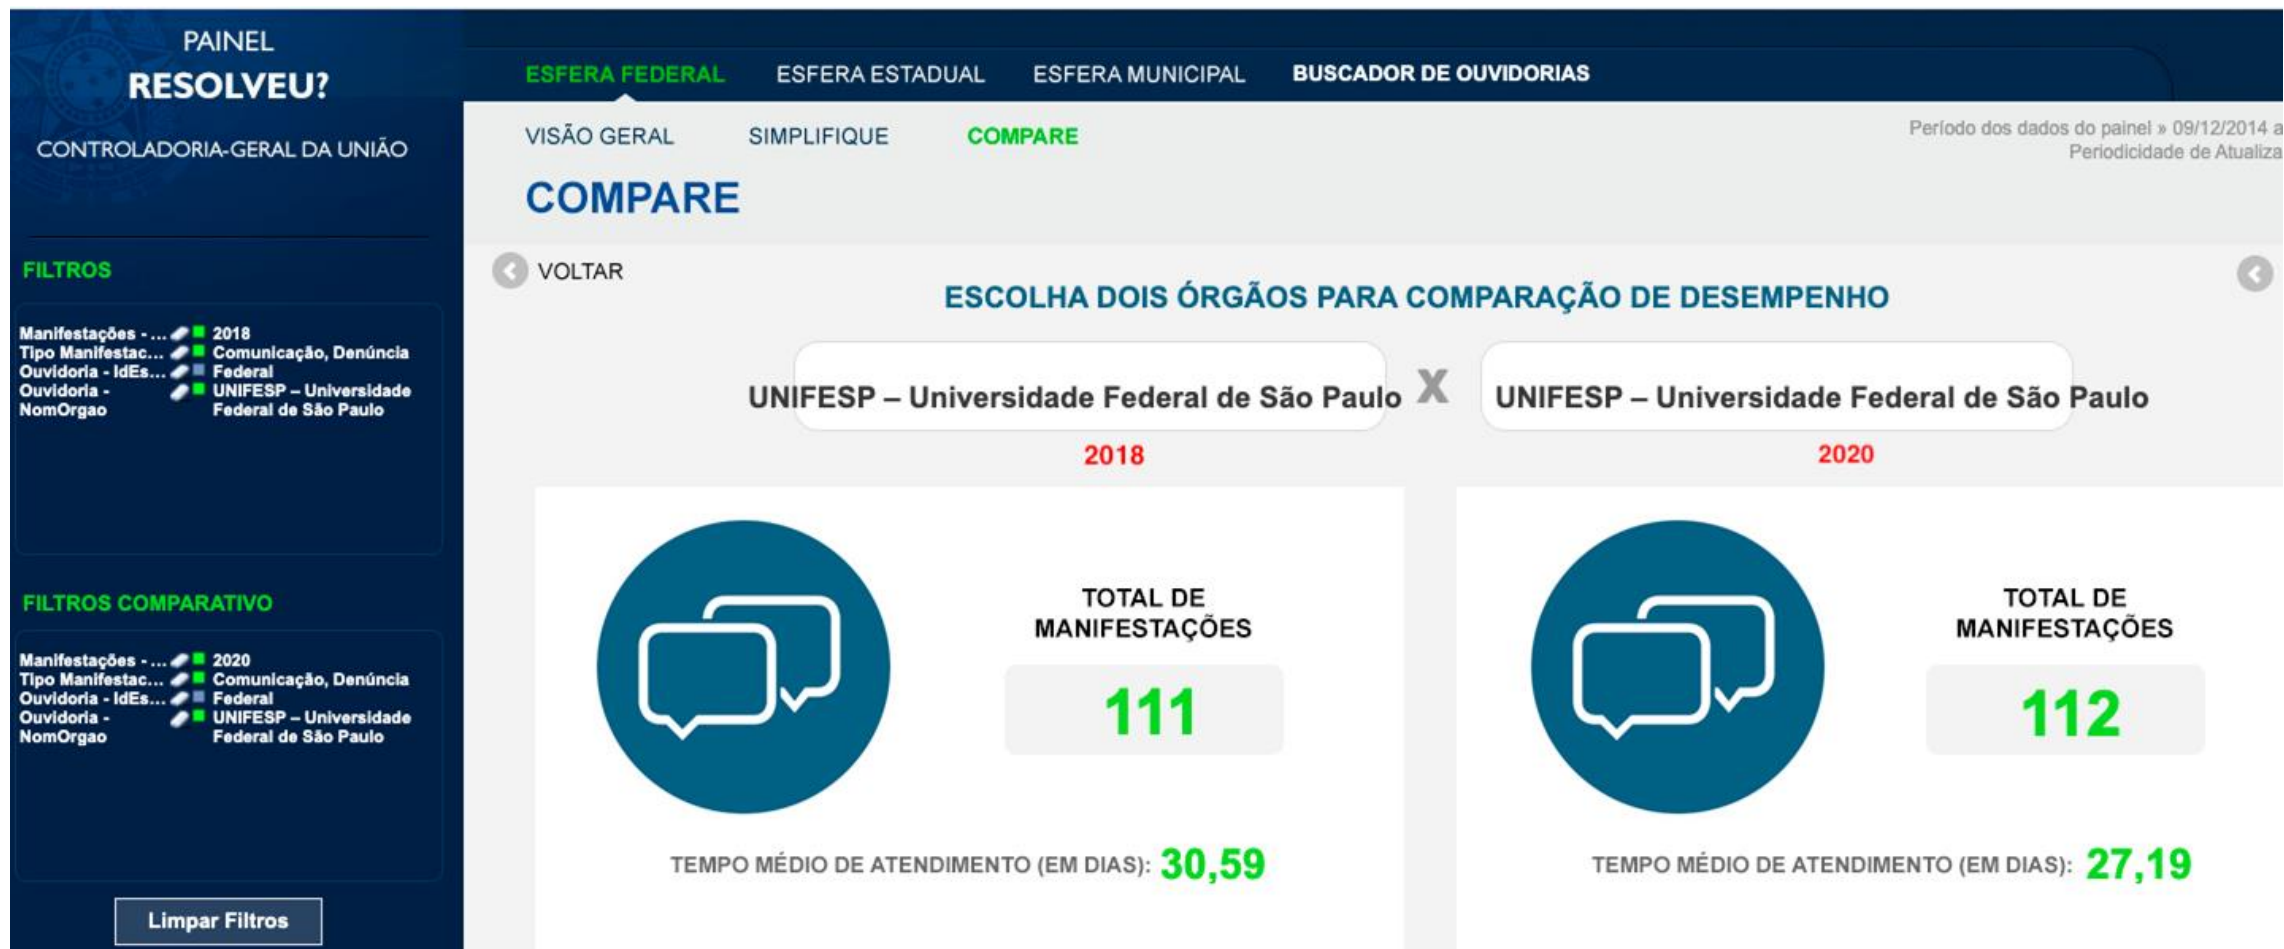 PAINEL
RESOLVEU?
CONTROLADORIA-GERAL DA UNIÃO
ESFERA FEDERAL ESFERA ESTADUAL ESFERA MUNICIPAL BUSCADOR DE OUVIDORIAS
VISÃO GERAL SIMPLIFIQUE COMPARE
Período dos dados do painel » 09/12/2014 a
Periodicidade de Atualiza
COMPARE
FILTROS
Manifestações - ... 2018
Tipo Manifestac... Comunicação, Denúncia
Ouvidoria - IdEs... Federal
Ouvidoria - UNIFESP – Universidade
NomOrgao Federal de São Paulo
FILTROS COMPARATIVO
Manifestações - ... 2020
Tipo Manifestac... Comunicação, Denúncia
Ouvidoria - IdEs... Federal
Ouvidoria - UNIFESP – Universidade
NomOrgao Federal de São Paulo
Limpar Filtros
VOLTAR
ESCOLHA DOIS ÓRGÃOS PARA COMPARAÇÃO DE DESEMPENHO
UNIFESP – Universidade Federal de São Paulo X UNIFESP – Universidade Federal de São Paulo
2018 2020
TOTAL DE
MANIFESTAÇÕES
111
TEMPO MÉDIO DE ATENDIMENTO (EM DIAS): 30,59
TOTAL DE
MANIFESTAÇÕES
112
TEMPO MÉDIO DE ATENDIMENTO (EM DIAS): 27,19